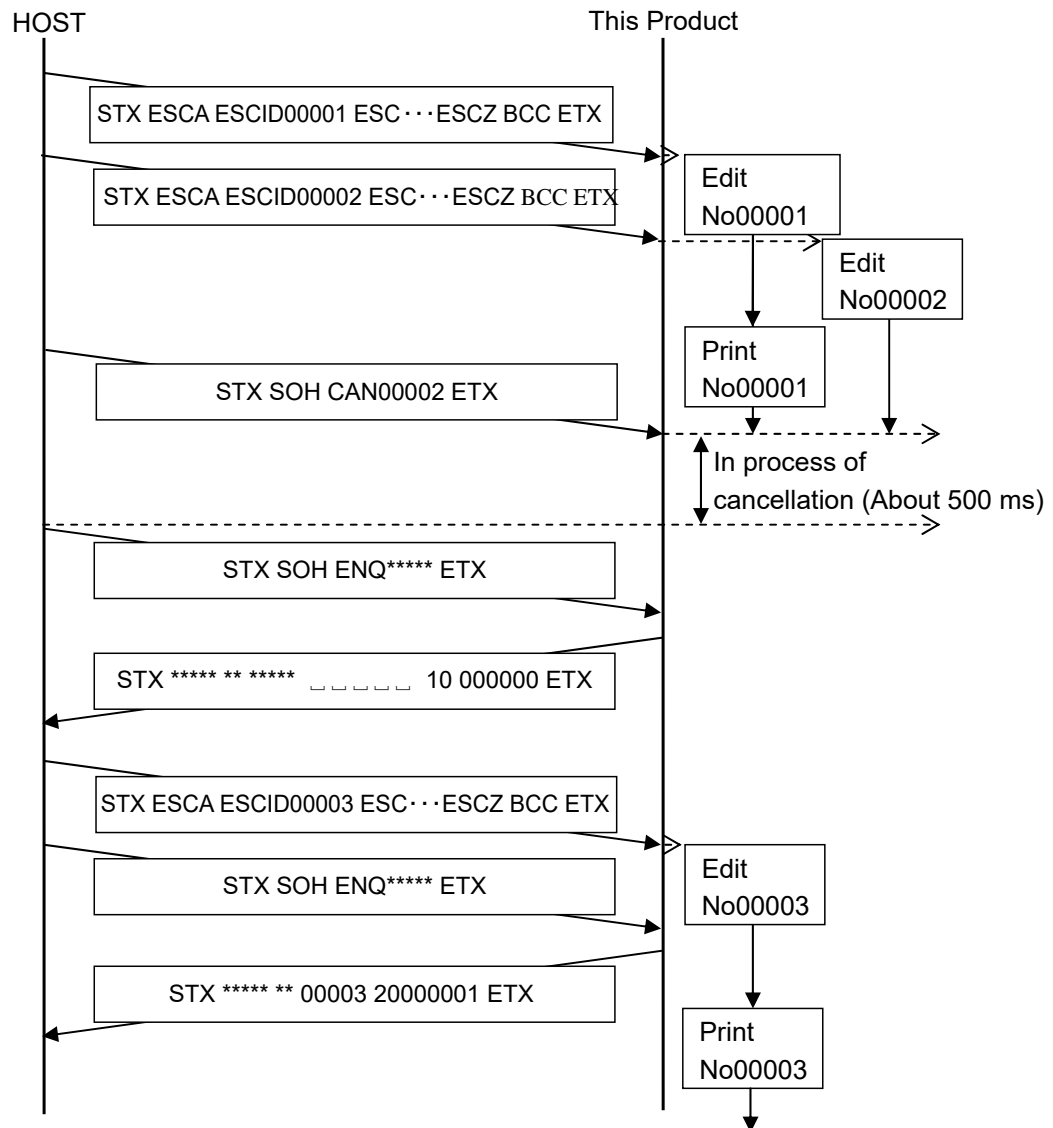 HOST
This Product
STX ESCA ESCID00001 ESC･･･ESCZ BCC ETX
STX ESCA ESCID00002 ESC･･･ESCZ BCC ETX
Edit
No00001
Edit
No00002
Print
No00001
STX SOH CAN00002 ETX
In process of
cancellation (About 500 ms)
STX SOH ENQ***** ETX
STX ***** ** ***** ␣ ␣ ␣ ␣ ␣ 10 000000 ETX
STX ESCA ESCID00003 ESC･･･ESCZ BCC ETX
STX SOH ENQ***** ETX
Edit
No00003
STX ***** ** 00003 20000001 ETX
Print
No00003